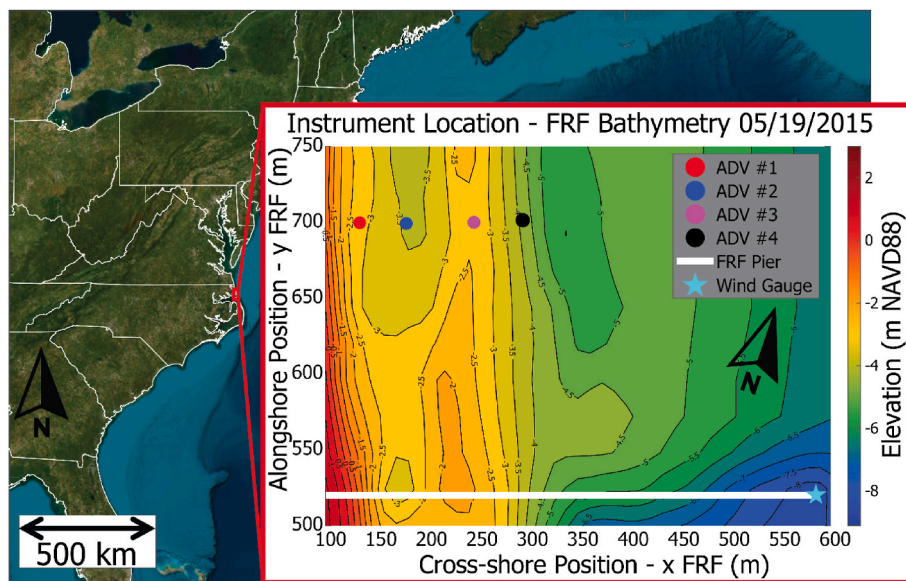 Instrument Location - FRF Bathymetry 05/19/2015
Alongshore Position - y FRF (m)
750
700
650
600
550
500
100 150 200 250 300 350 400 450 500 550 600
Cross-shore Position - x FRF (m)
ADV #1
ADV #2
ADV #3
ADV #4
FRF Pier
Wind Gauge
N
2
0
-2
-4
-6
-8
Elevation (m NAVD88)
N
500 km